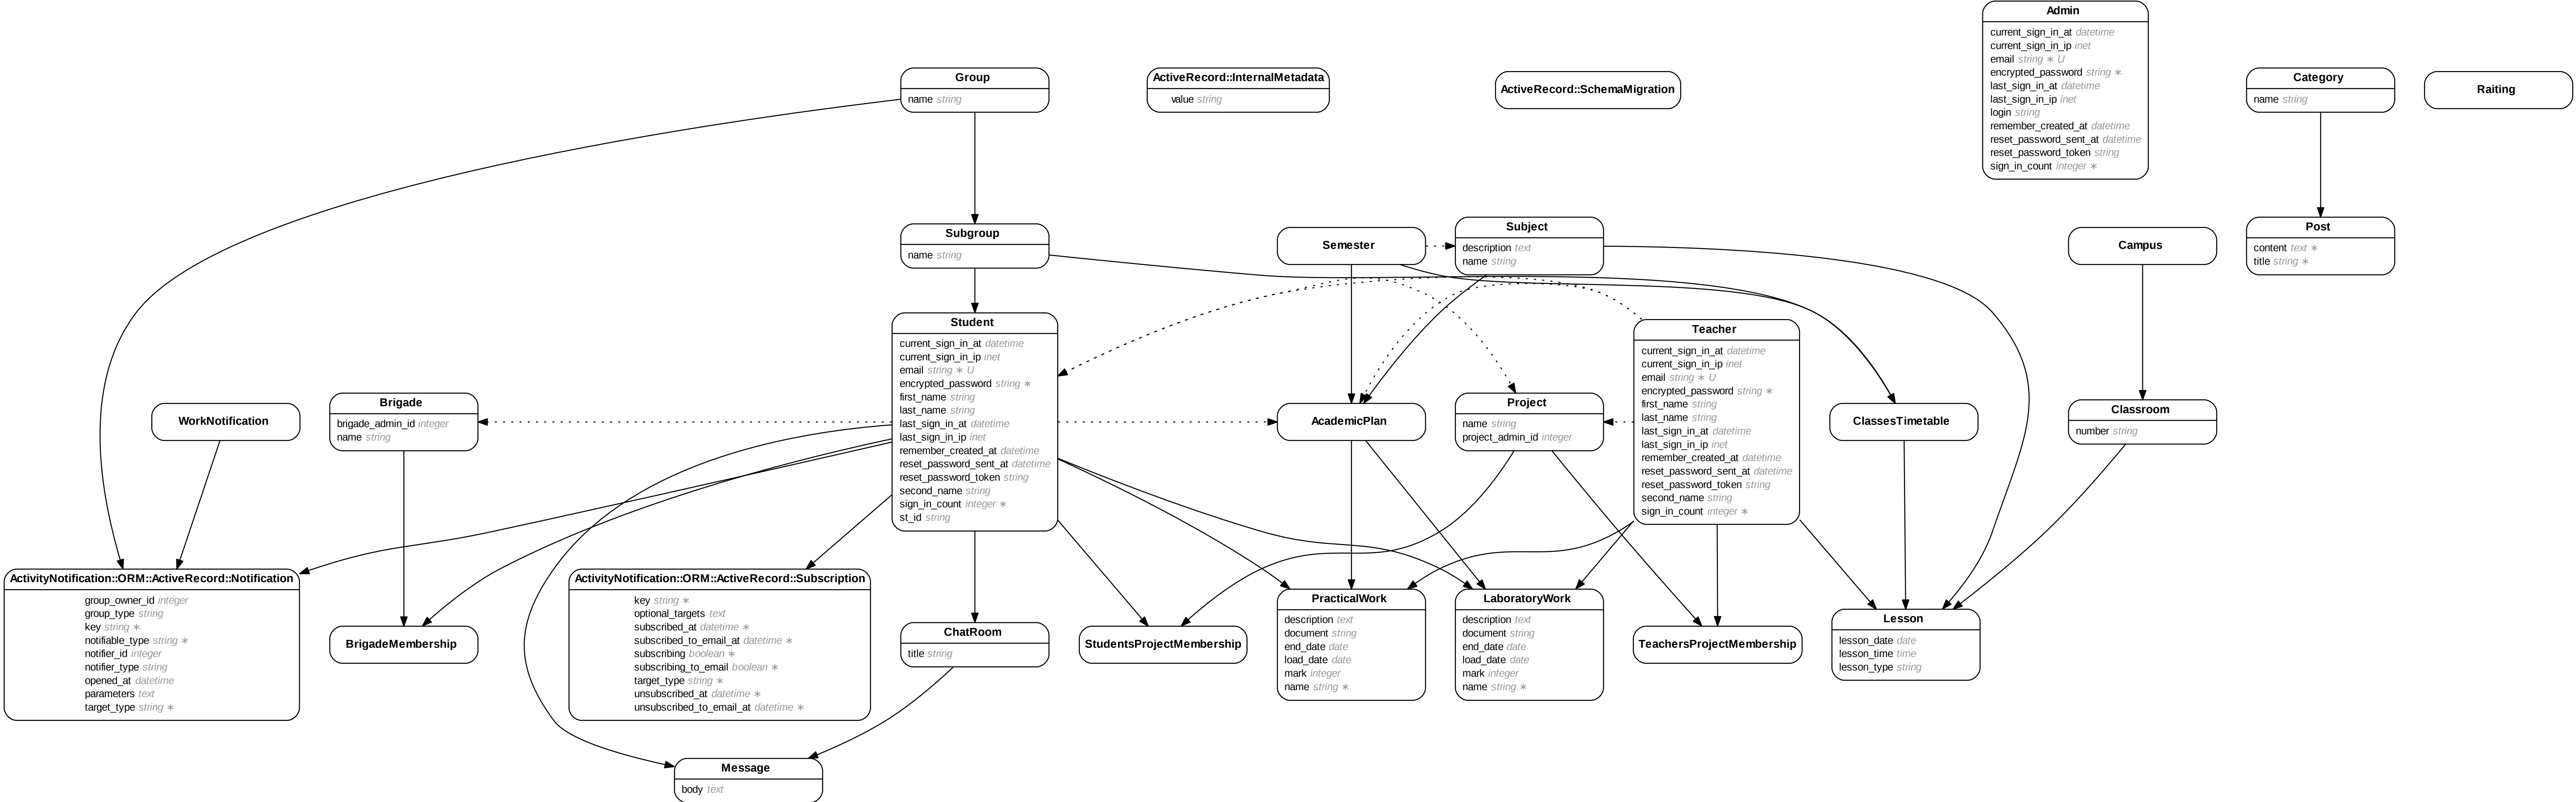 Admin
current_sign_in_at datetime
current_sign_in_ip inet
email string ∗ U
encrypted_password string ∗
last_sign_in_at datetime
last_sign_in_ip inet
login string
remember_created_at datetime
reset_password_sent_at datetime
reset_password_token string
sign_in_count integer ∗
Group
name string
ActiveRecord::InternalMetadata
value string
ActiveRecord::SchemaMigration
Category
name string
Raiting
Subgroup
name string
Semester
Subject
description text
name string
Campus
Post
content text ∗
title string ∗
Student
current_sign_in_at datetime
current_sign_in_ip inet
email string ∗ U
encrypted_password string ∗
first_name string
last_name string
last_sign_in_at datetime
last_sign_in_ip inet
remember_created_at datetime
reset_password_sent_at datetime
reset_password_token string
second_name string
sign_in_count integer ∗
st_id string
Teacher
current_sign_in_at datetime
current_sign_in_ip inet
email string ∗ U
encrypted_password string ∗
first_name string
last_name string
last_sign_in_at datetime
last_sign_in_ip inet
remember_created_at datetime
reset_password_sent_at datetime
reset_password_token string
second_name string
sign_in_count integer ∗
WorkNotification
Brigade
brigade_admin_id integer
name string
AcademicPlan
Project
name string
project_admin_id integer
ClassesTimetable
Classroom
number string
ActivityNotification::ORM::ActiveRecord::Notification
group_owner_id integer
group_type string
key string ∗
notifiable_type string ∗
notifier_id integer
notifier_type string
opened_at datetime
parameters text
target_type string ∗
BrigadeMembership
ActivityNotification::ORM::ActiveRecord::Subscription
key string ∗
optional_targets text
subscribed_at datetime ∗
subscribed_to_email_at datetime ∗
subscribing boolean ∗
subscribing_to_email boolean ∗
target_type string ∗
unsubscribed_at datetime ∗
unsubscribed_to_email_at datetime ∗
ChatRoom
title string
StudentsProjectMembership
PracticalWork
description text
document string
end_date date
load_date date
mark integer
name string ∗
LaboratoryWork
description text
document string
end_date date
load_date date
mark integer
name string ∗
TeachersProjectMembership
Lesson
lesson_date date
lesson_time time
lesson_type string
Message
body text